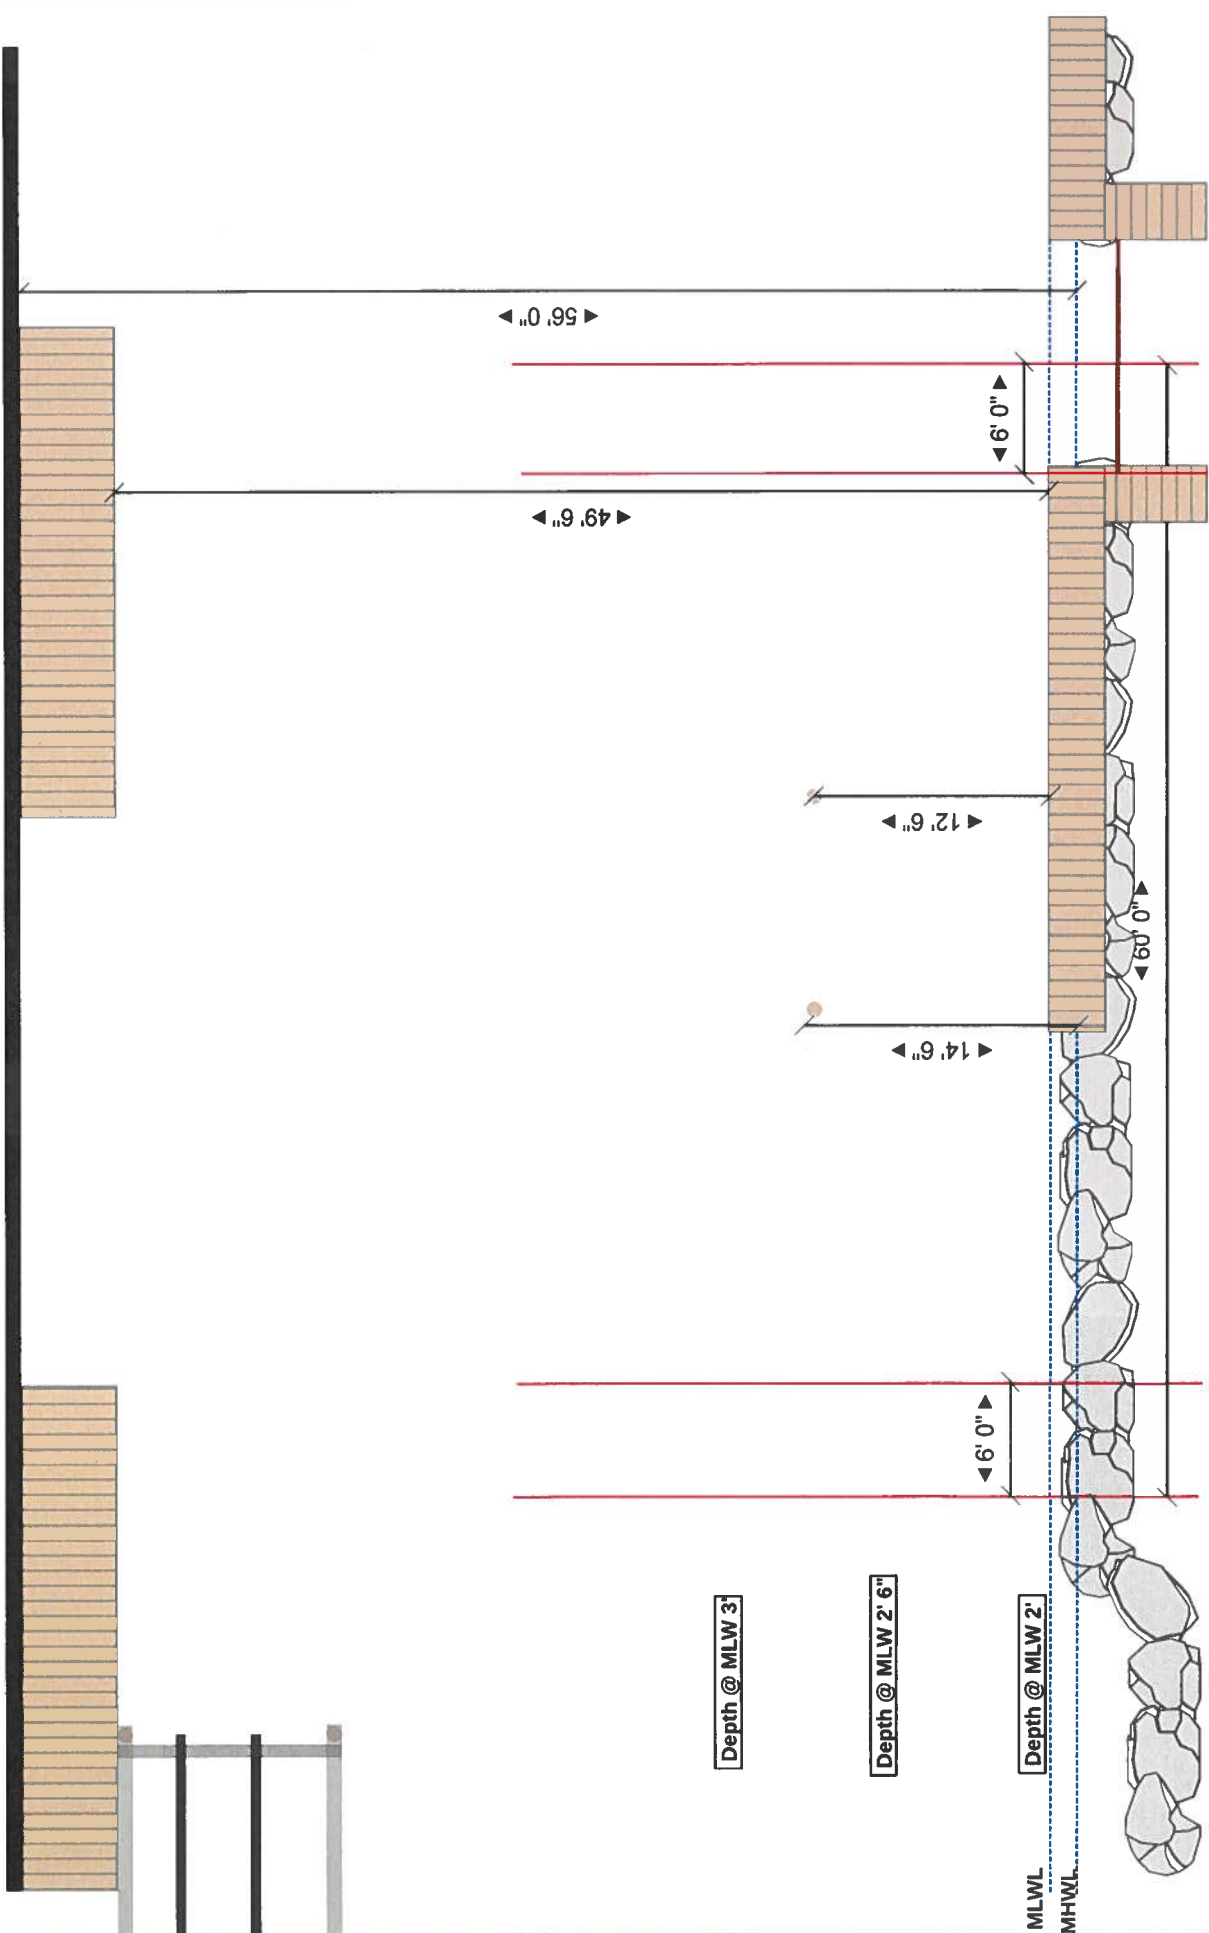 ◄ 56' 0" ►
◄ 6' 0" ►
◄ 49' 6" ►
◄ 12' 6" ►
◄ 60' 0" ►
◄ 14' 6" ►
◄ 6' 0" ►
Depth @ MLW 3'
Depth @ MLW 2' 6"
Depth @ MLW 2'
MLWL
MHWL